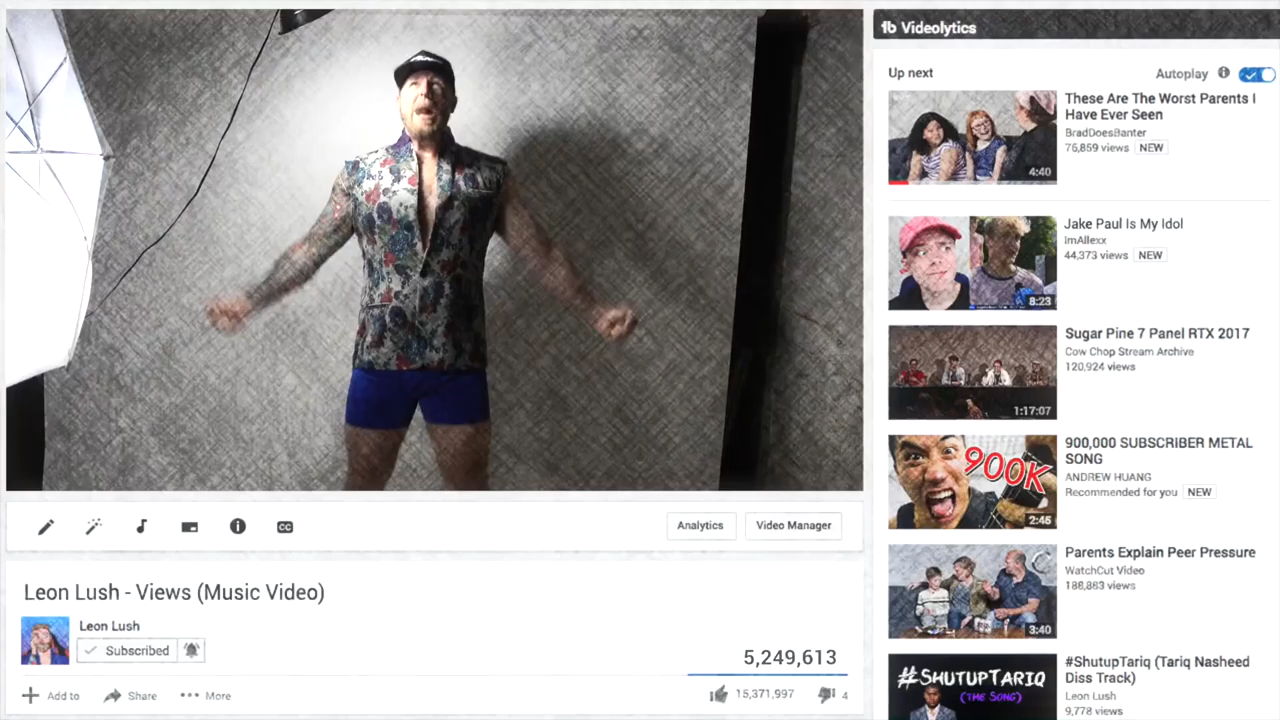 Videolytics
Up next
Autoplay
These Are The Worst Parents I
Have Ever Seen
BradDoesBanter
76,859 views NEW
4:40
Jake Paul Is My Idol
ImAllexx
44,373 views NEW
8:23
Sugar Pine 7 Panel RTX 2017
Cow Chop Stream Archive
120,924 views
1:17:07
900,000 SUBSCRIBER METAL
SONG
ANDREW HUANG
Recommended for you NEW
900K
2:45
Parents Explain Peer Pressure
WatchCut Video
188,883 views
3:40
#ShutupTariq (Tariq Nasheed
Diss Track)
Leon Lush
9,778 views
#SHUTUPTARIQ
(THE SONG)
CC
Analytics
Video Manager
Leon Lush - Views (Music Video)
Leon Lush
Subscribed
5,249,613
Add to
Share
More
15,371,997
4